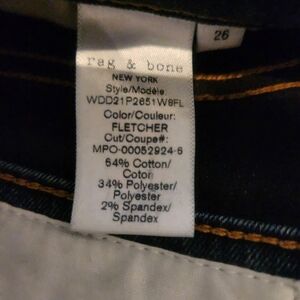 26
rag & bone
NEW YORK
Style/Modèle:
WDD21P2651W8FL
Color/Couleur:
FLETCHER
Cut/Coupe#:
MPO-00052924-6
64% Cotton/
Coton
34% Polyester/
Polyester
2% Spandex/
Spandex